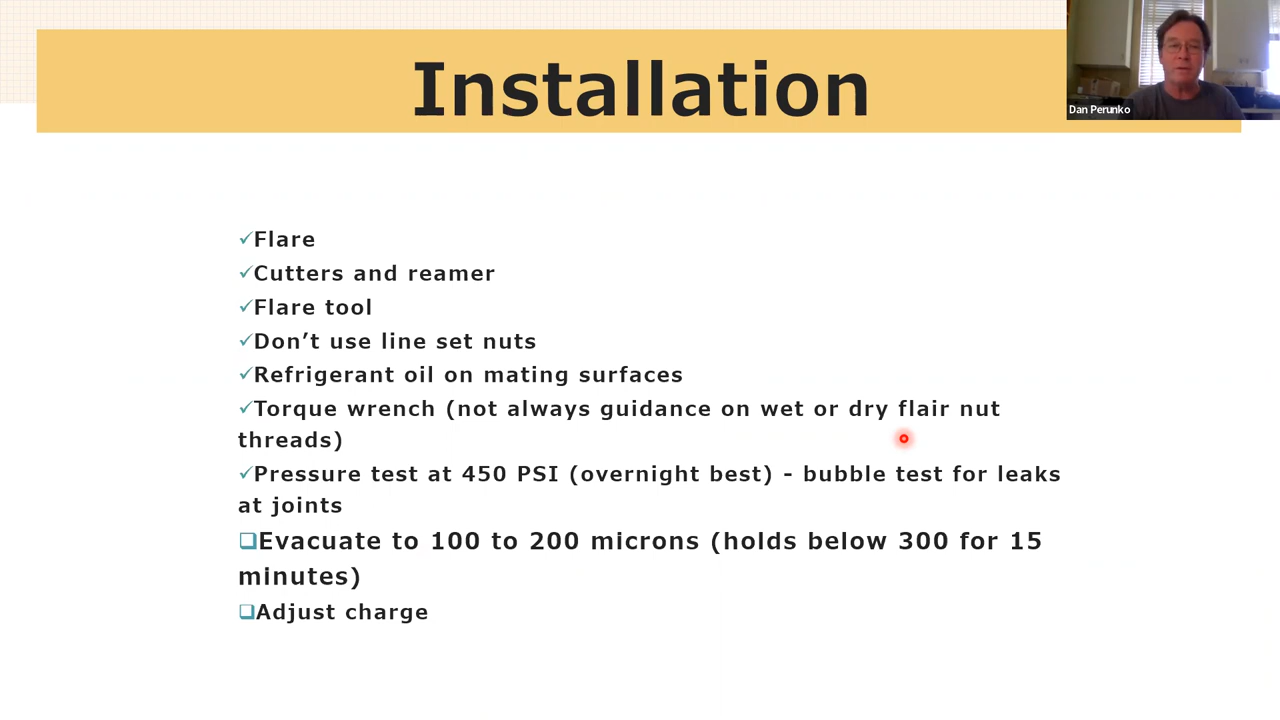 Installation
Dan Perunko
✓Flare
✓Cutters and reamer
✓Flare tool
✓Don’t use line set nuts
✓Refrigerant oil on mating surfaces
✓Torque wrench (not always guidance on wet or dry flair nut
threads)
✓Pressure test at 450 PSI (overnight best) - bubble test for leaks
at joints
❑Evacuate to 100 to 200 microns (holds below 300 for 15
minutes)
❑Adjust charge